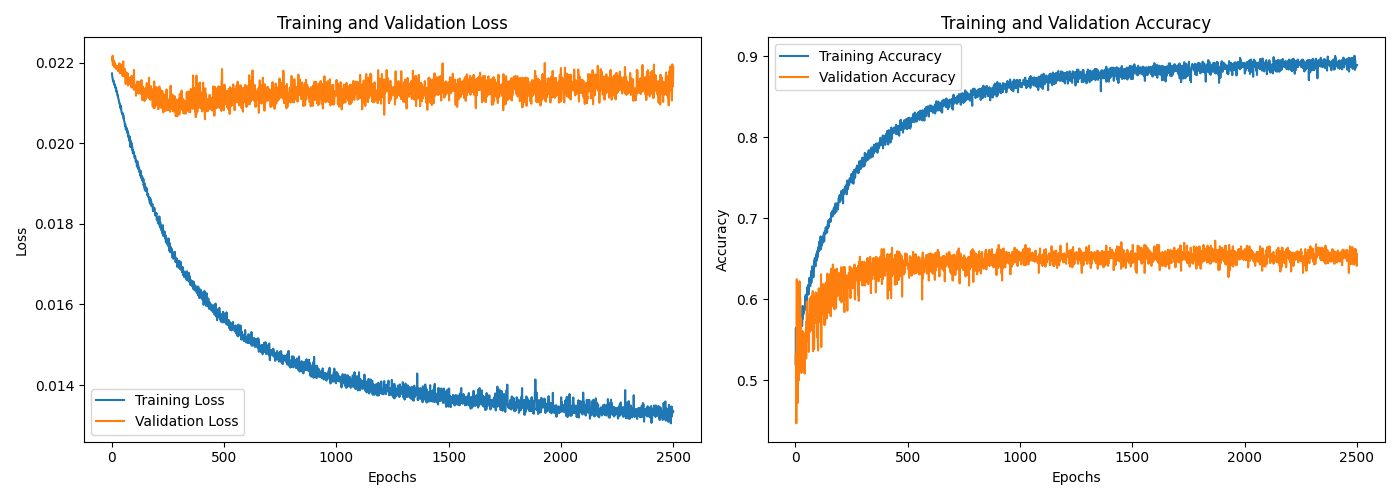 Training and Validation Loss
0.022
0.020
0.018
0.016
0.014
Loss
Training Loss
Validation Loss
0
500
1000
1500
2000
2500
Epochs
Training and Validation Accuracy
0.9
0.8
0.7
0.6
0.5
Accuracy
Training Accuracy
Validation Accuracy
0
500
1000
1500
2000
2500
Epochs